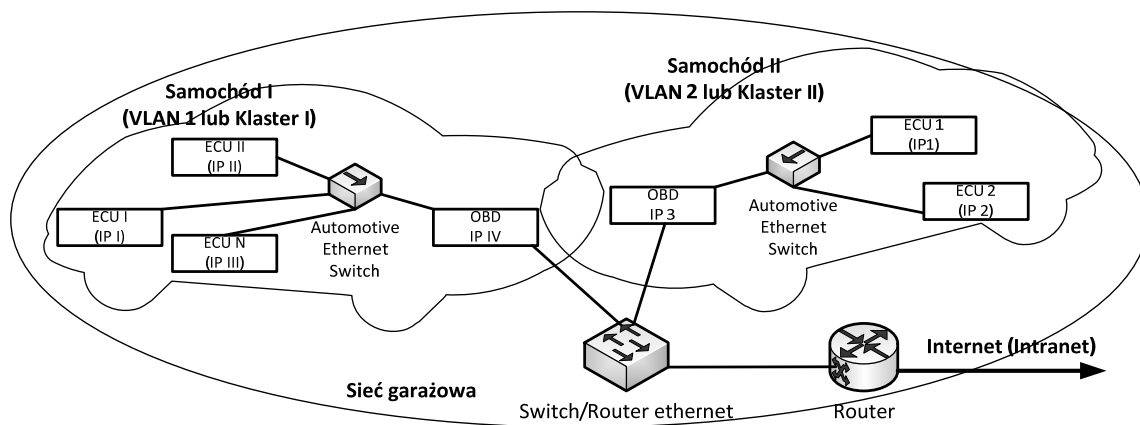 Samochód I
(VLAN 1 lub Klaster I)
ECU II
(IP II)
ECU I
(IP I)
ECU N
(IP III)
Automotive
Ethernet
Switch
OBD
IP IV
Samochód II
(VLAN 2 lub Klaster II)
ECU 1
(IP1)
OBD
IP 3
ECU 2
(IP 2)
Automotive
Ethernet
Switch
Sieć garażowa
Switch/Router ethernet
Router
Internet (Intranet)